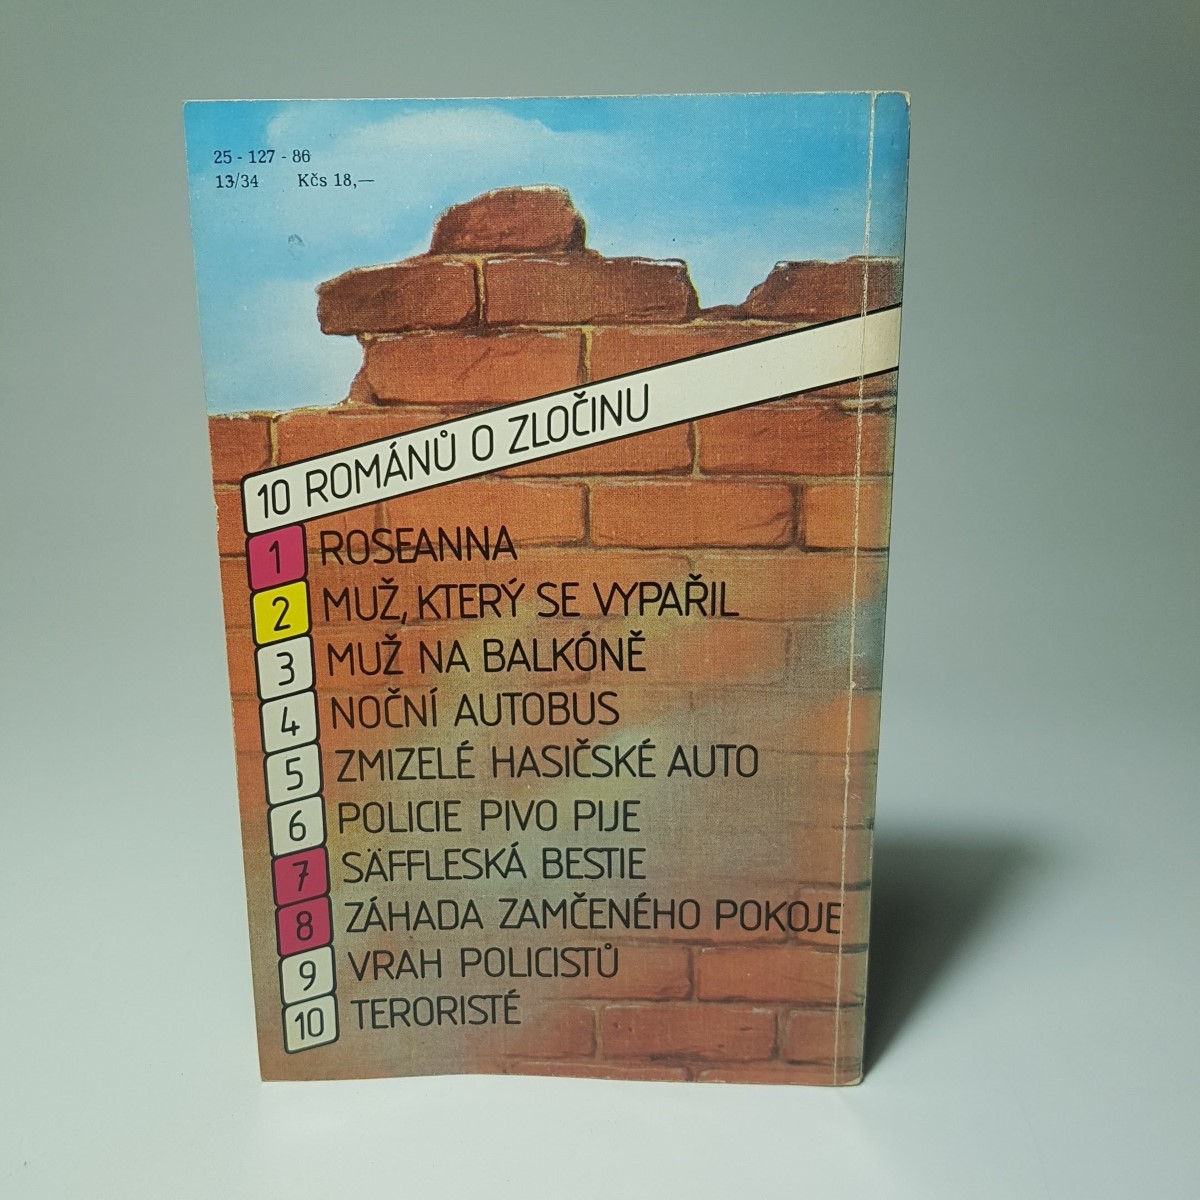 25 - 127 - 86
13/34 Kčs 18,—
10 ROMÁNŮ O ZLOČINU
1 ROSEANNA
2 MUŽ, KTERÝ SE VYPAŘIL
3 MUŽ NA BALKÓNĚ
4 NOČNÍ AUTOBUS
5 ZMIZELÉ HASIČSKÉ AUTO
6 POLICIE PIVO PIJE
7 SÄFFLESKÁ BESTIE
8 ZÁHADA ZAMČENÉHO POKOJE
9 VRAH POLICISTŮ
10 TERORISTÉ